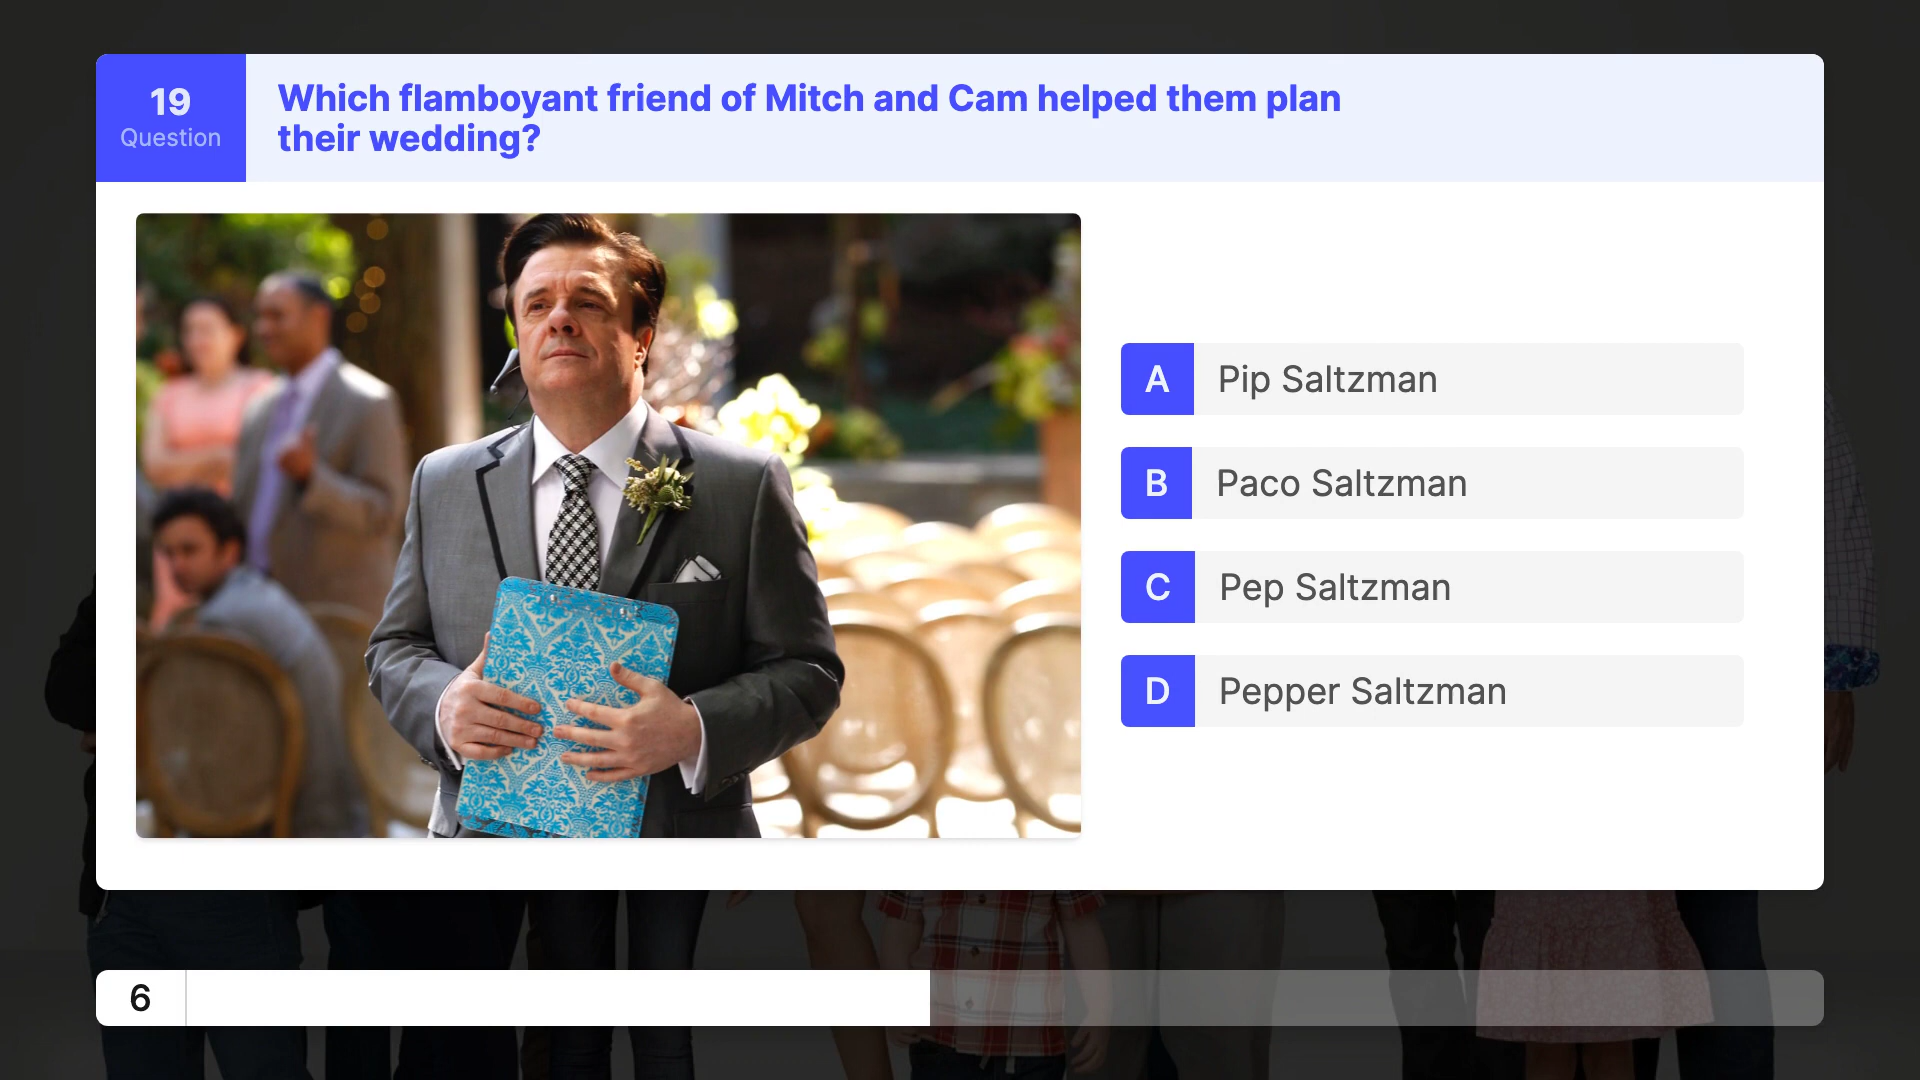 19
Question
Which flamboyant friend of Mitch and Cam helped them plan
their wedding?
A Pip Saltzman
B Paco Saltzman
C Pep Saltzman
D Pepper Saltzman
6